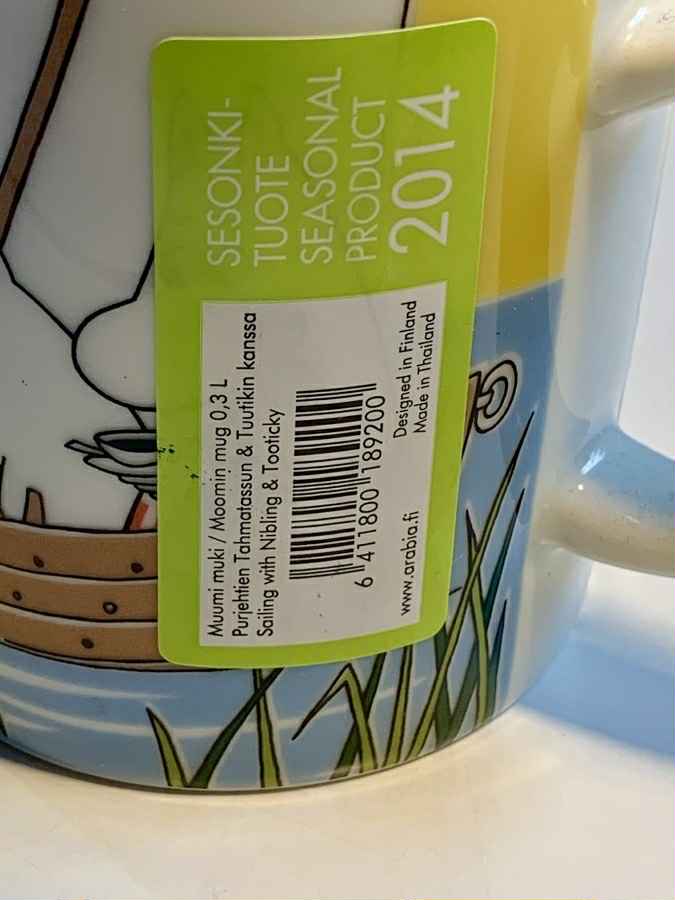 SESONKI-
TUOTE
SEASONAL
PRODUCT
2014
Muumi muki / Moomin mug 0,3 L
Purjehtien Tahmatassun & Tuutikin kanssa
Sailing with Nibling & Tooticky
6 411800 189200
Designed in Finland
Made in Thailand
www.arabia.fi